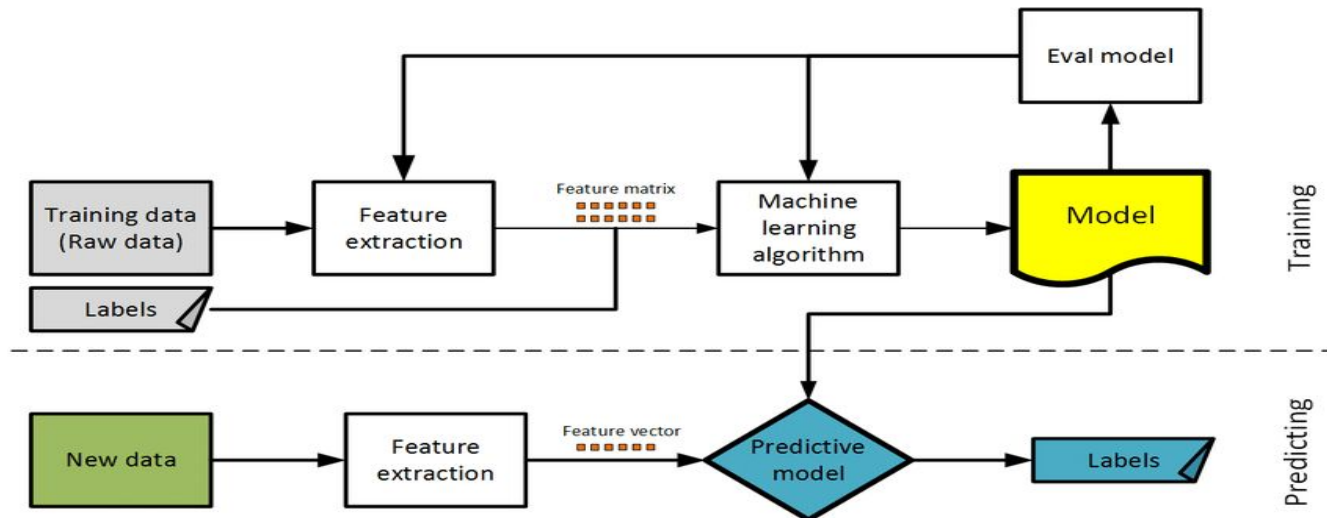 Eval model
Training data
(Raw data)
Feature
extraction
Feature matrix
Machine
learning
algorithm
Model
Training
Labels
New data
Feature
extraction
Feature vector
Predictive
model
Labels
Predicting